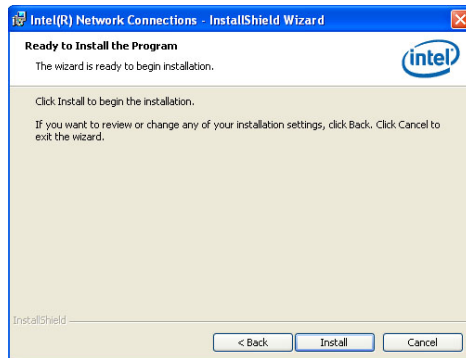 Intel(R) Network Connections - InstallShield Wizard
Ready to Install the Program
The wizard is ready to begin installation.
intel
Click Install to begin the installation.
If you want to review or change any of your installation settings, click Back. Click Cancel to
exit the wizard.
InstallShield
< Back Install Cancel